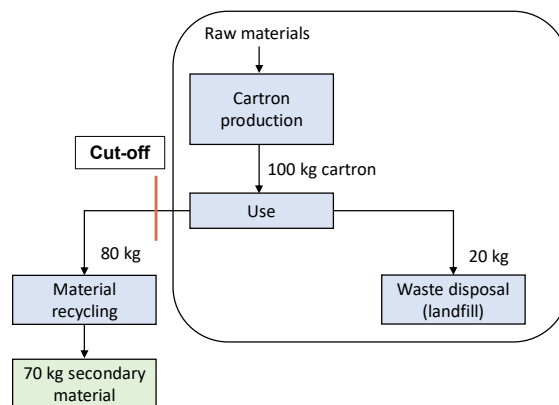 Raw materials
Cartron
production
Cut-off
100 kg cartron
Use
80 kg
20 kg
Material
recycling
Waste disposal
(landfill)
70 kg secondary
material